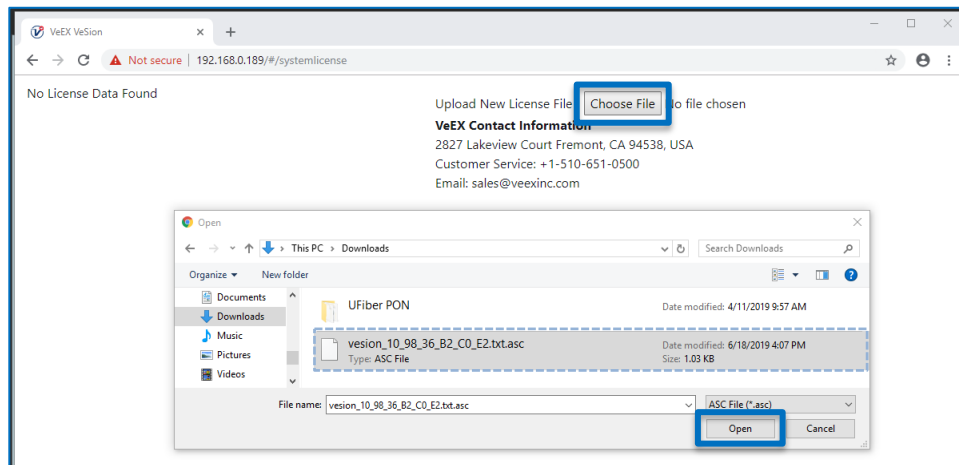 VeEX VeSion
Not secure | 192.168.0.189/#/systemlicense
No License Data Found
Upload New License File Choose File No file chosen
VeEX Contact Information
2827 Lakeview Court Fremont, CA 94538, USA
Customer Service: +1-510-651-0500
Email: sales@veexinc.com
Open
This PC > Downloads
Search Downloads
Organize
New folder
Documents
Downloads
Music
Pictures
Videos
UFiber PON
Date modified: 4/11/2019 9:57 AM
vesion_10_98_36_B2_C0_E2.txt.asc
Date modified: 6/18/2019 4:07 PM
Type: ASC File
Size: 1.03 KB
File name: vesion_10_98_36_B2_C0_E2.txt.asc
ASC File (*.asc)
Open
Cancel